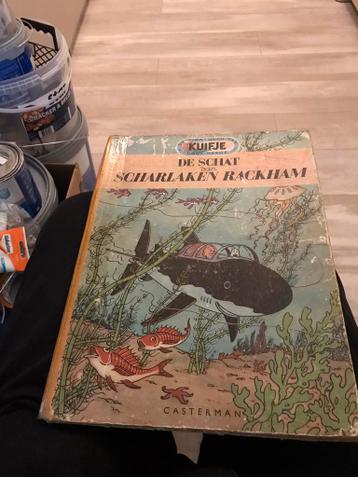 KUIFJE
DE SCHAT
van
SCHARLAKEN RACKHAM
CASTERMAN